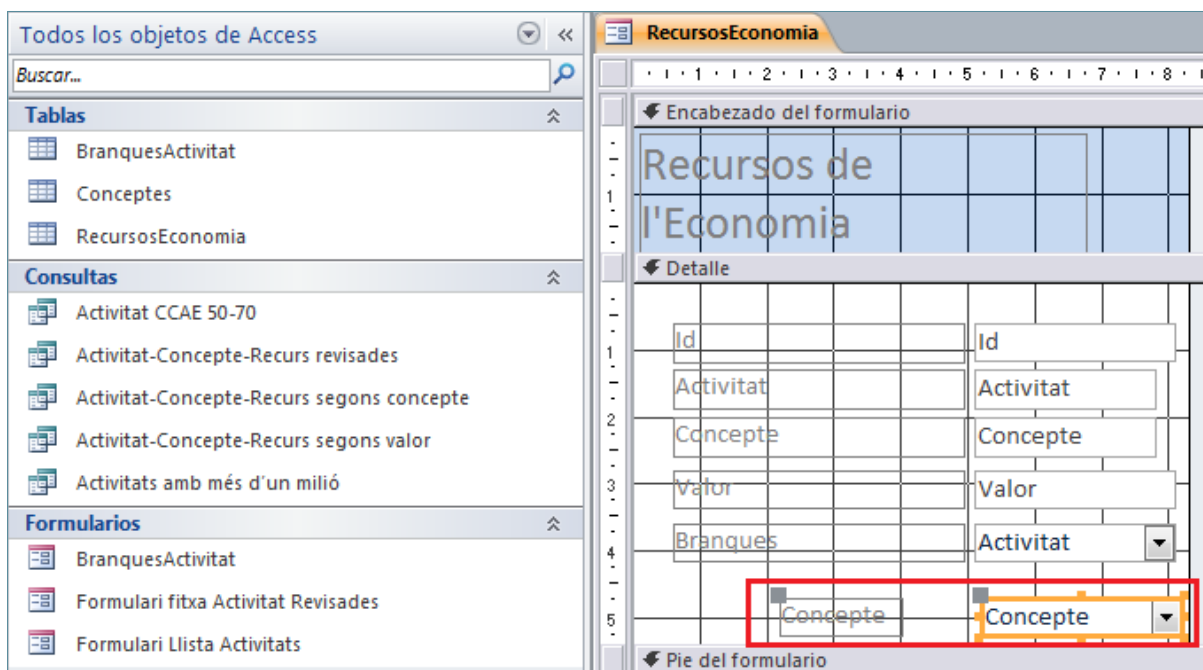 Todos los objetos de Access
Buscar...
Tablas
BranquesActivitat
Conceptes
RecursosEconomia
Consultas
Activitat CCAE 50-70
Activitat-Concepte-Recurs revisades
Activitat-Concepte-Recurs segons concepte
Activitat-Concepte-Recurs segons valor
Activitats amb més d'un milió
Formularios
BranquesActivitat
Formulari fitxa Activitat Revisades
Formulari Llista Activitats
RecursosEconomia
1 2 3 4 5 6 7 8
Encabezado del formulario
1
Recursos de
l'Economia
Detalle
Id Id
1
Activitat Activitat
2
Concepte Concepte
3
Valor Valor
Branques Activitat
4
Concepte Concepte
5
Pie del formulario